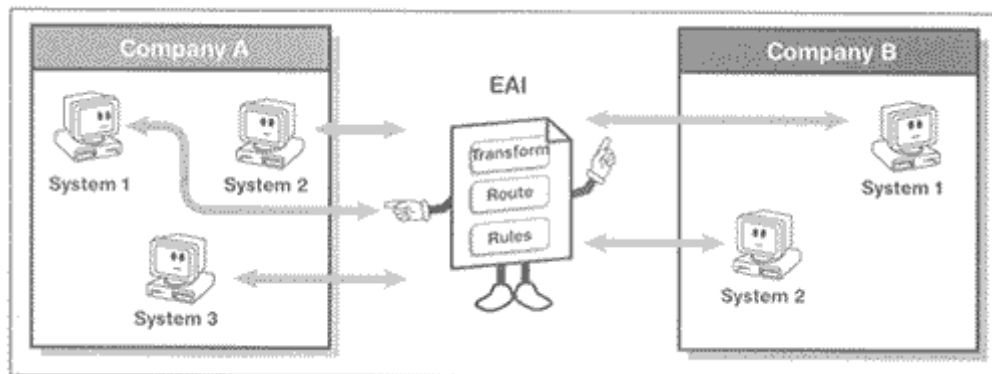 Company A
System 1
System 2
System 3
EAI
Transform
Route
Rules
Company B
System 1
System 2